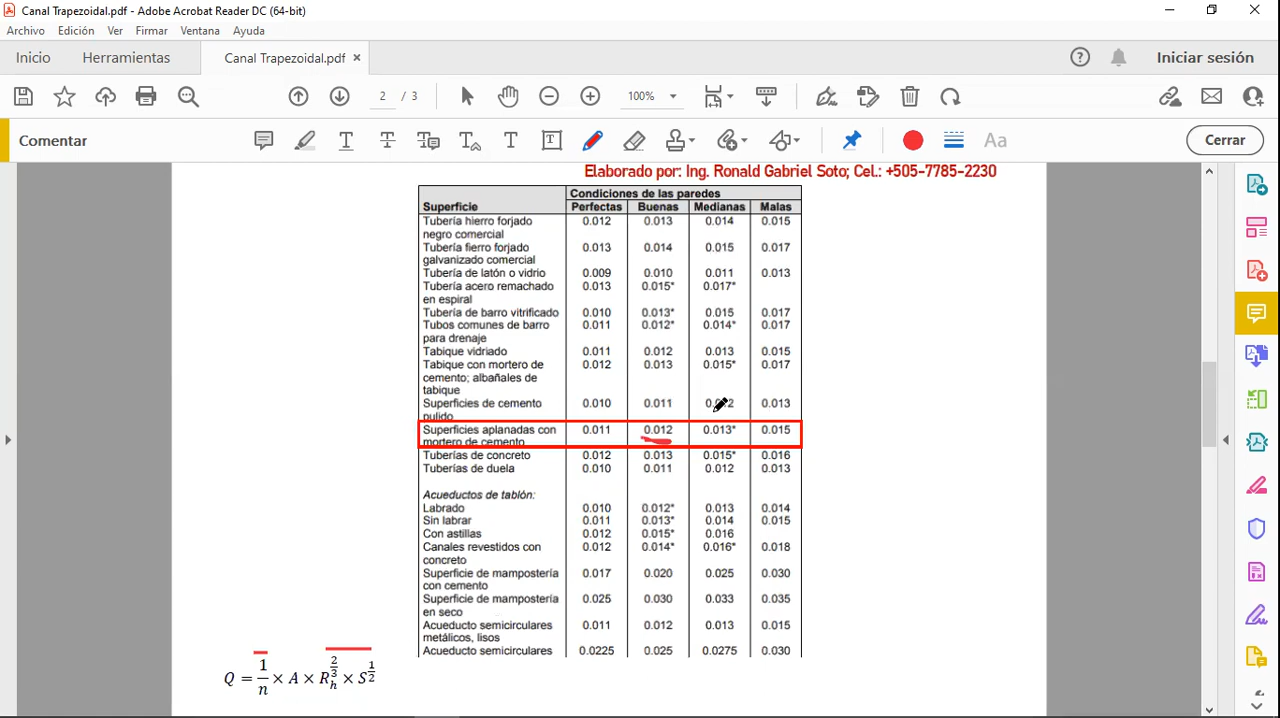 Canal Trapezoidal.pdf - Adobe Acrobat Reader DC (64-bit)
Archivo Edición Ver Firmar Ventana Ayuda
Inicio Herramientas Canal Trapezoidal.pdf × Iniciar sesión
2 / 3 100%
Comentar Aa Cerrar
Elaborado por: Ing. Ronald Gabriel Soto; Cel.: +505-7785-2230
Condiciones de las paredes
Superficie Perfectas Buenas Medianas Malas
Tubería hierro forjado 0.012 0.013 0.014 0.015
negro comercial
Tubería fierro forjado 0.013 0.014 0.015 0.017
galvanizado comercial
Tubería de latón o vidrio 0.009 0.010 0.011 0.013
Tubería acero remachado 0.013 0.015* 0.017*
en espiral
Tubería de barro vitrificado 0.010 0.013* 0.015 0.017
Tubos comunes de barro 0.011 0.012* 0.014* 0.017
para drenaje
Tabique vidriado 0.011 0.012 0.013 0.015
Tabique con mortero de 0.012 0.013 0.015* 0.017
cemento; albañales de
tabique
Superficies de cemento 0.010 0.011 0.013
pulido
Superficies aplanadas con 0.011 0.012 0.013* 0.015
mortero de cemento
Tuberías de concreto 0.012 0.013 0.015* 0.016
Tuberías de duela 0.010 0.011 0.012 0.013
Acueductos de tablón:
Labrado 0.010 0.012* 0.013 0.014
Sin labrar 0.011 0.013* 0.014 0.015
Con astillas 0.012 0.015* 0.016
Canales revestidos con 0.012 0.014* 0.016* 0.018
concreto
Superficie de mampostería 0.017 0.020 0.025 0.030
con cemento
Superficie de mampostería 0.025 0.030 0.033 0.035
en seco
Acueducto semicirculares 0.011 0.012 0.013 0.015
metálicos, lisos
Acueducto semicirculares 0.0225 0.025 0.0275 0.030
Q = 1/n × A × R_h^(2/3) × S^(1/2)